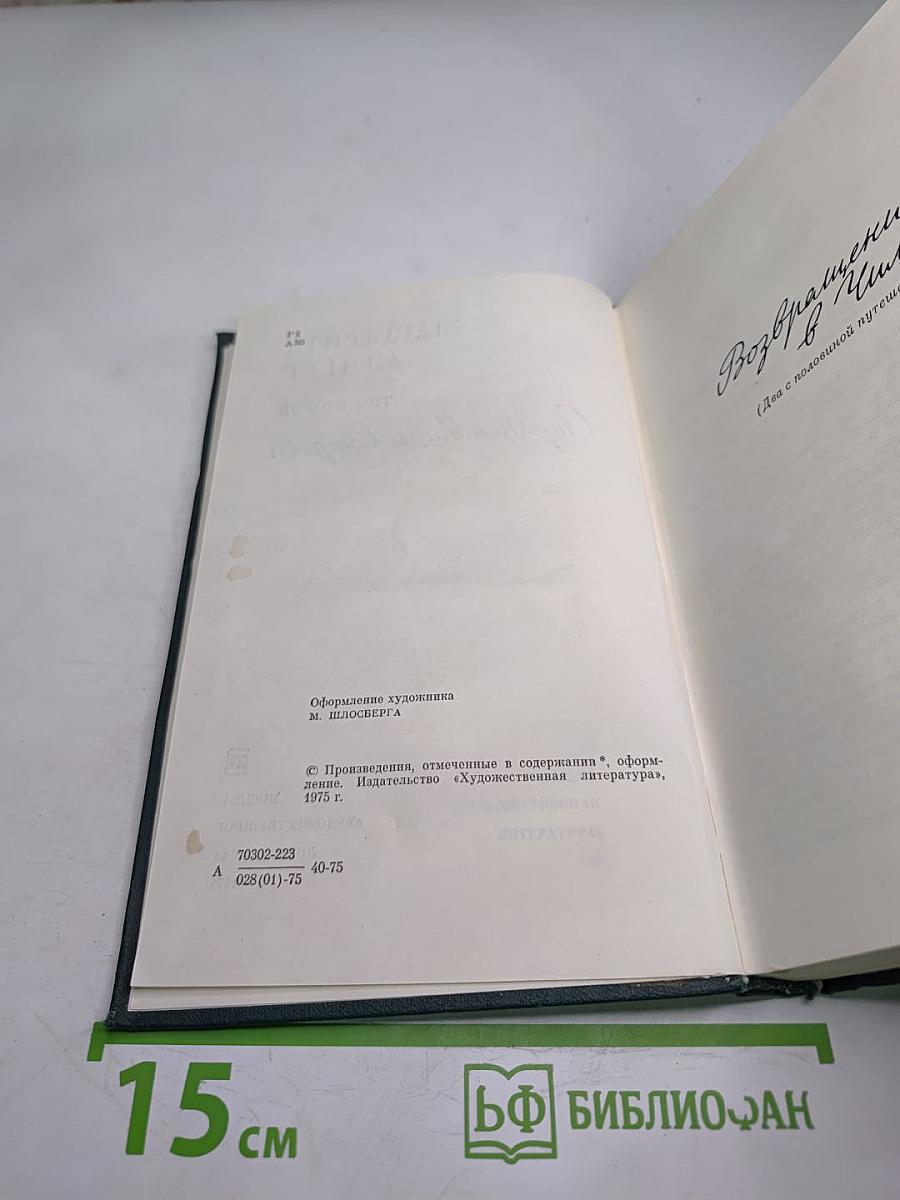 Р2
А50
Оформление художника
М. ШЛОСБЕРГА
© Произведения, отмеченные в содержании *, оформ-
ление. Издательство «Художественная литература»,
1975 г.
А 70302-223 40-75
028(01)-75
Возвращени
в Чил
(Два с половиной путеше
15 см
БФ БИБЛИОФАН